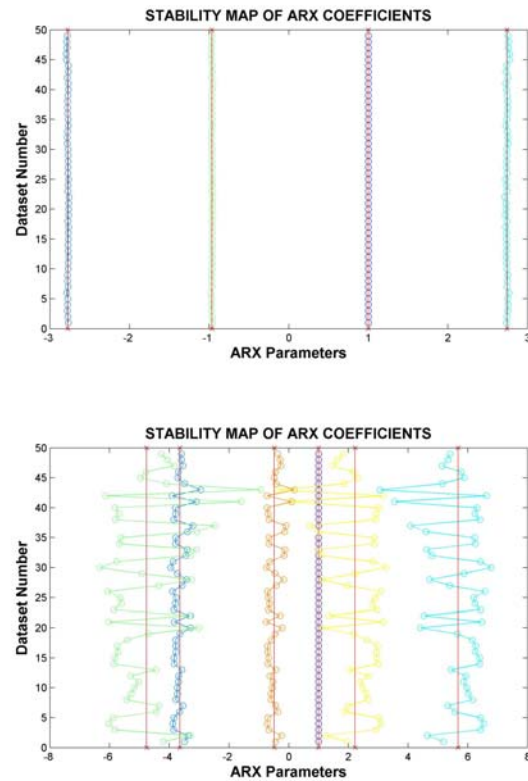 STABILITY MAP OF ARX COEFFICIENTS
50
45
40
35
30
25
20
15
10
5
0
Dataset Number
-3 -2 -1 0 1 2 3
ARX Parameters
STABILITY MAP OF ARX COEFFICIENTS
50
45
40
35
30
25
20
15
10
5
0
Dataset Number
-8 -6 -4 -2 0 2 4 6 8
ARX Parameters